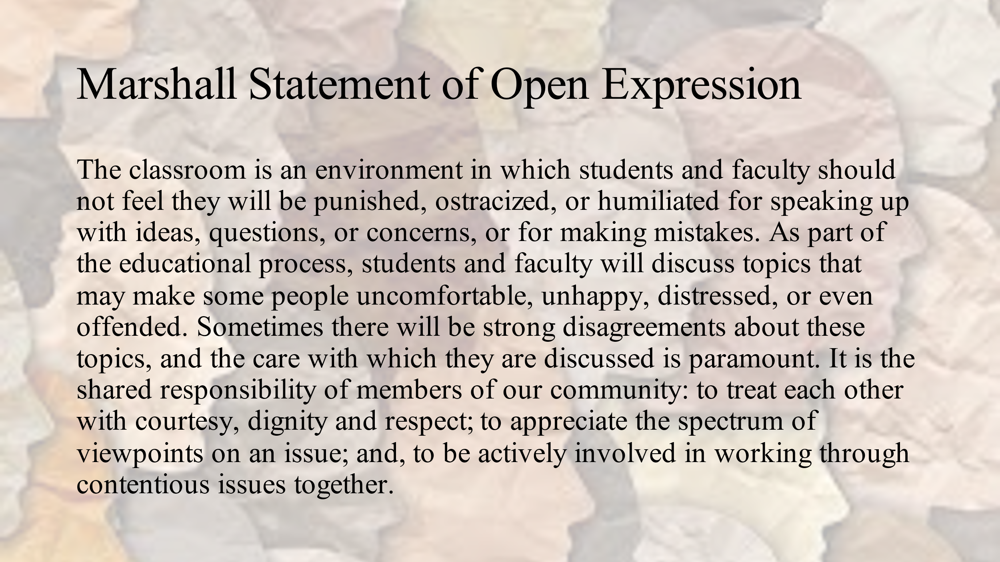 Marshall Statement of Open Expression
The classroom is an environment in which students and faculty should
not feel they will be punished, ostracized, or humiliated for speaking up
with ideas, questions, or concerns, or for making mistakes. As part of
the educational process, students and faculty will discuss topics that
may make some people uncomfortable, unhappy, distressed, or even
offended. Sometimes there will be strong disagreements about these
topics, and the care with which they are discussed is paramount. It is the
shared responsibility of members of our community: to treat each other
with courtesy, dignity and respect; to appreciate the spectrum of
viewpoints on an issue; and, to be actively involved in working through
contentious issues together.